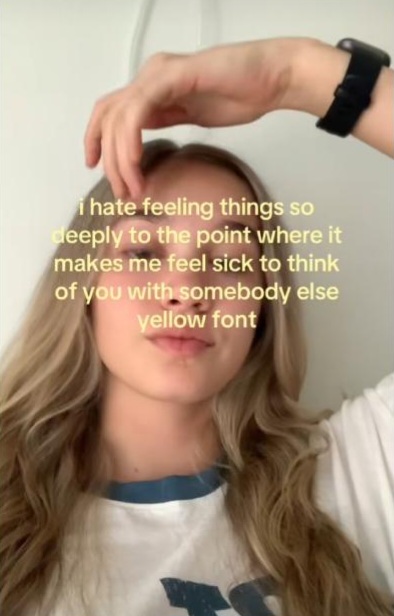 i hate feeling things so
deeply to the point where it
makes me feel sick to think
of you with somebody else
yellow font